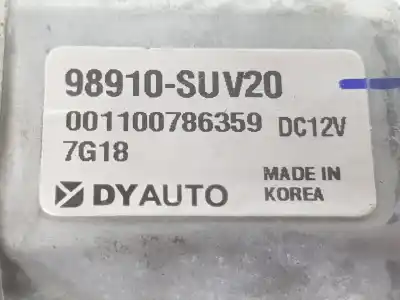 98910-SUV20
001100786359 DC12V
7G18
DYAUTO
MADE IN
KOREA